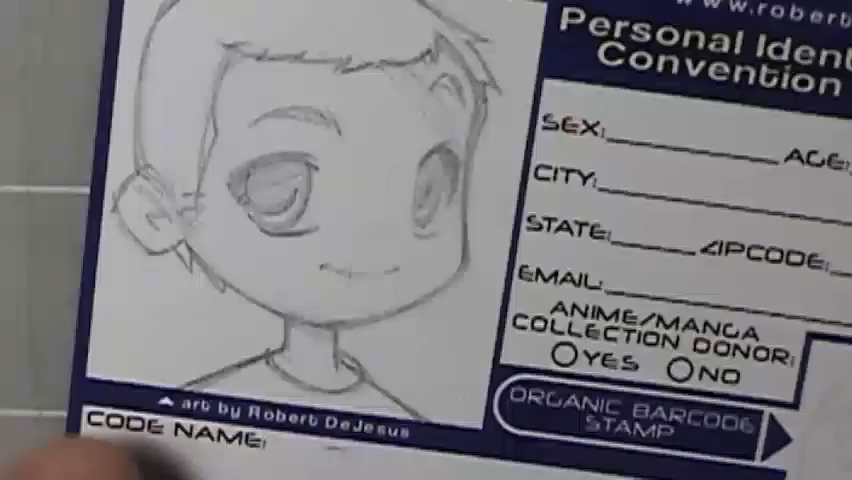 www.robert
Personal Ident
Convention
SEX:
AGE:
CITY:
STATE:
ZIPCODE:
EMAIL:
ANIME/MANGA
COLLECTION DONOR:
YES NO
ORGANIC BARCODE
STAMP
art by Robert DeJesus
CODE NAME: